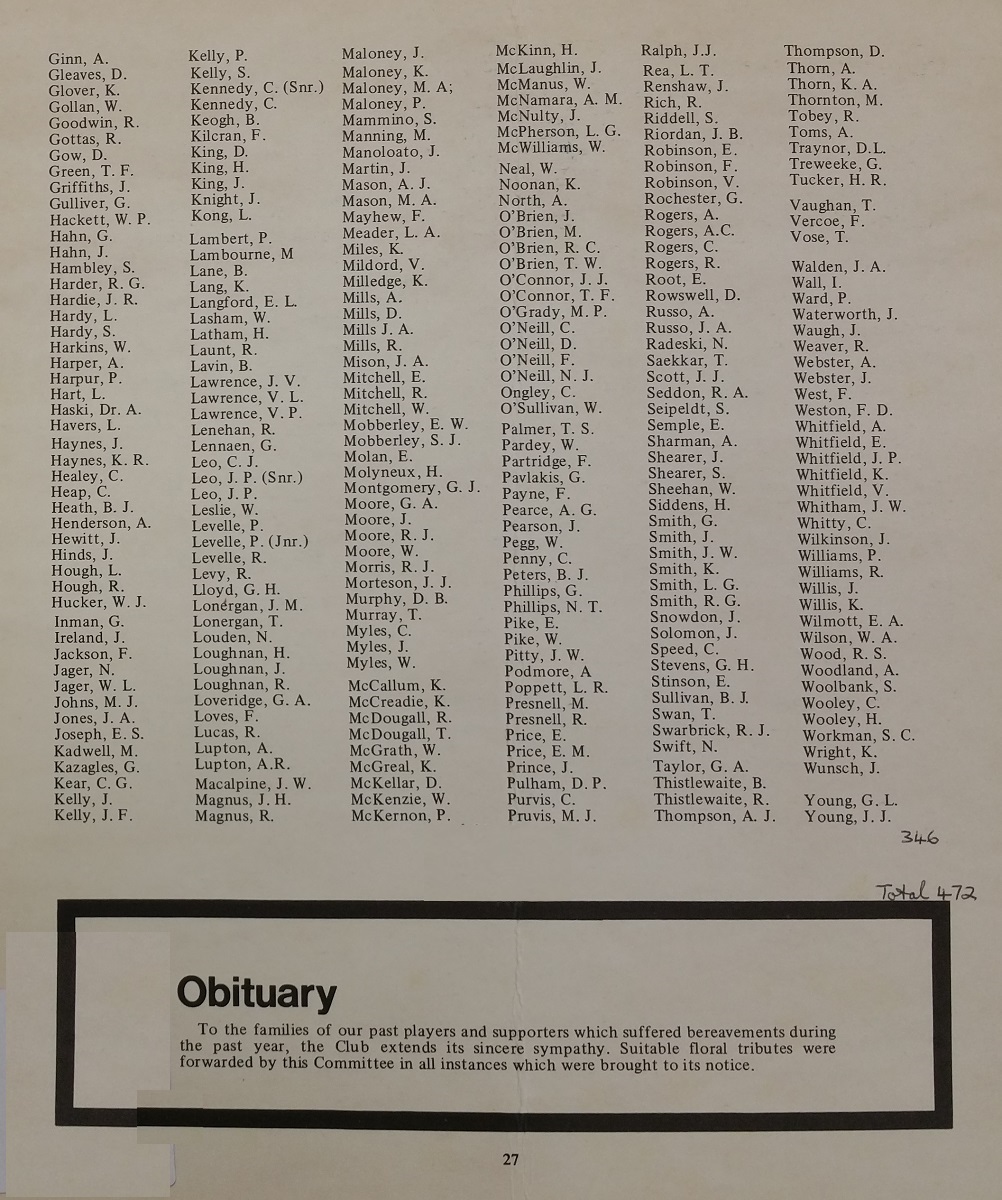 Ginn, A.
Gleaves, D.
Glover, K.
Gollan, W.
Goodwin, R.
Gottas, R.
Gow, D.
Green, T. F.
Griffiths, J.
Gulliver, G.
Hackett, W. P.
Hahn, G.
Hahn, J.
Hambley, S.
Harder, R. G.
Hardie, J. R.
Hardy, L.
Hardy, S.
Harkins, W.
Harper, A.
Harpur, P.
Hart, L.
Haski, Dr. A.
Havers, L.
Haynes, J.
Haynes, K. R.
Healey, C.
Heap, C.
Heath, B. J.
Henderson, A.
Hewitt, J.
Hinds, J.
Hough, L.
Hough, R.
Hucker, W. J.
Inman, G.
Ireland, J.
Jackson, F.
Jager, N.
Jager, W. L.
Johns, M. J.
Jones, J. A.
Joseph, E. S.
Kadwell, M.
Kazagles, G.
Kear, C. G.
Kelly, J.
Kelly, J. F.
Kelly, P.
Kelly, S.
Kennedy, C. (Snr.)
Kennedy, C.
Keogh, B.
Kilcran, F.
King, D.
King, H.
King, J.
Knight, J.
Kong, L.
Lambert, P.
Lambourne, M
Lane, B.
Lang, K.
Langford, E. L.
Lasham, W.
Latham, H.
Launt, R.
Lavin, B.
Lawrence, J. V.
Lawrence, V. L.
Lawrence, V. P.
Lenehan, R.
Lennaen, G.
Leo, C. J.
Leo, J. P. (Snr.)
Leo, J. P.
Leslie, W.
Levelle, P.
Levelle, P. (Jnr.)
Levelle, R.
Levy, R.
Lloyd, G. H.
Lonergan, J. M.
Lonergan, T.
Louden, N.
Loughnan, H.
Loughnan, J.
Loughnan, R.
Loveridge, G. A.
Loves, F.
Lucas, R.
Lupton, A.
Lupton, A.R.
Macalpine, J. W.
Magnus, J. H.
Magnus, R.
Maloney, J.
Maloney, K.
Maloney, M. A;
Maloney, P.
Mammino, S.
Manning, M.
Manoloato, J.
Martin, J.
Mason, A. J.
Mason, M. A.
Mayhew, F.
Meader, L. A.
Miles, K.
Mildord, V.
Milledge, K.
Mills, A.
Mills, D.
Mills J. A.
Mills, R.
Mison, J. A.
Mitchell, E.
Mitchell, R.
Mitchell, W.
Mobberley, E. W.
Mobberley, S. J.
Molan, E.
Molyneux, H.
Montgomery, G. J.
Moore, G. A.
Moore, J.
Moore, R. J.
Moore, W.
Morris, R. J.
Morteson, J. J.
Murphy, D. B.
Murray, T.
Myles, C.
Myles, J.
Myles, W.
McCallum, K.
McCreadie, K.
McDougall, R.
McDougall, T.
McGrath, W.
McGreal, K.
McKellar, D.
McKenzie, W.
McKernon, P.
McKinn, H.
McLaughlin, J.
McManus, W.
McNamara, A. M.
McNulty, J.
McPherson, L. G.
McWilliams, W.
Neal, W.
Noonan, K.
North, A.
O'Brien, J.
O'Brien, M.
O'Brien, R. C.
O'Brien, T. W.
O'Connor, J. J.
O'Connor, T. F.
O'Grady, M. P.
O'Neill, C.
O'Neill, D.
O'Neill, F.
O'Neill, N. J.
Ongley, C.
O'Sullivan, W.
Palmer, T. S.
Pardey, W.
Partridge, F.
Pavlakis, G.
Payne, F.
Pearce, A. G.
Pearson, J.
Pegg, W.
Penny, C.
Peters, B. J.
Phillips, G.
Phillips, N. T.
Pike, E.
Pike, W.
Pitty, J. W.
Podmore, A
Poppett, L. R.
Presnell, M.
Presnell, R.
Price, E.
Price, E. M.
Prince, J.
Pulham, D. P.
Purvis, C.
Pruvis, M. J.
Ralph, J.J.
Rea, L. T.
Renshaw, J.
Rich, R.
Riddell, S.
Riordan, J. B.
Robinson, E.
Robinson, F.
Robinson, V.
Rochester, G.
Rogers, A.
Rogers, A.C.
Rogers, C.
Rogers, R.
Root, E.
Rowswell, D.
Russo, A.
Russo, J. A.
Radeski, N.
Saekkar, T.
Scott, J. J.
Seddon, R. A.
Seipeldt, S.
Semple, E.
Sharman, A.
Shearer, J.
Shearer, S.
Sheehan, W.
Siddens, H.
Smith, G.
Smith, J.
Smith, J. W.
Smith, K.
Smith, L. G.
Smith, R. G.
Snowdon, J.
Solomon, J.
Speed, C.
Stevens, G. H.
Stinson, E.
Sullivan, B. J.
Swan, T.
Swarbrick, R. J.
Swift, N.
Taylor, G. A.
Thistlewaite, B.
Thistlewaite, R.
Thompson, A. J.
Thompson, D.
Thorn, A.
Thorn, K. A.
Thornton, M.
Tobey, R.
Toms, A.
Traynor, D.L.
Treweeke, G.
Tucker, H. R.
Vaughan, T.
Vercoe, F.
Vose, T.
Walden, J. A.
Wall, I.
Ward, P.
Waterworth, J.
Waugh, J.
Weaver, R.
Webster, A.
Webster, J.
West, F.
Weston, F. D.
Whitfield, A.
Whitfield, E.
Whitfield, J. P.
Whitfield, K.
Whitfield, V.
Whitham, J. W.
Whitty, C.
Wilkinson, J.
Williams, P.
Williams, R.
Willis, J.
Willis, K.
Wilmott, E. A.
Wilson, W. A.
Wood, R. S.
Woodland, A.
Woolbank, S.
Wooley, C.
Wooley, H.
Workman, S. C.
Wright, K.
Wunsch, J.
Young, G. L.
Young, J. J.
346
Total 472
Obituary
To the families of our past players and supporters which suffered bereavements during
the past year, the Club extends its sincere sympathy. Suitable floral tributes were
forwarded by this Committee in all instances which were brought to its notice.
27